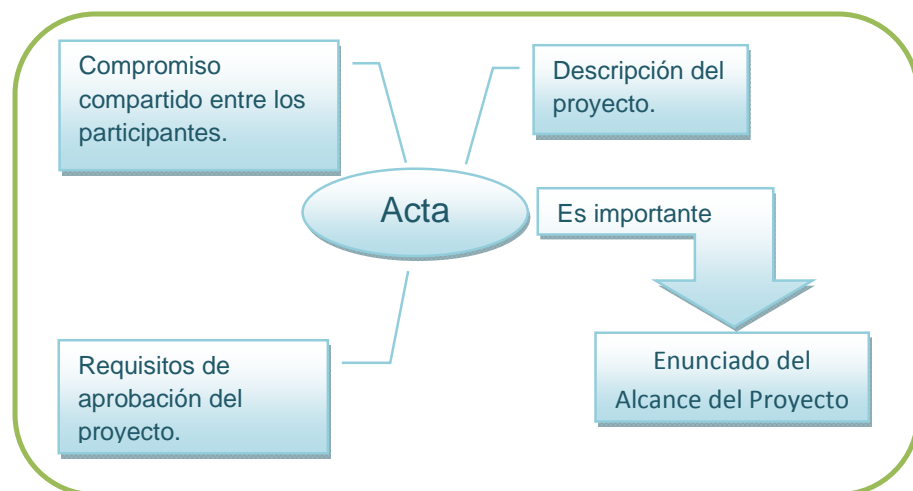 Compromiso
compartido entre los
participantes.
Descripción del
proyecto.
Acta
Es importante
Requisitos de
aprobación del
proyecto.
Enunciado del
Alcance del Proyecto